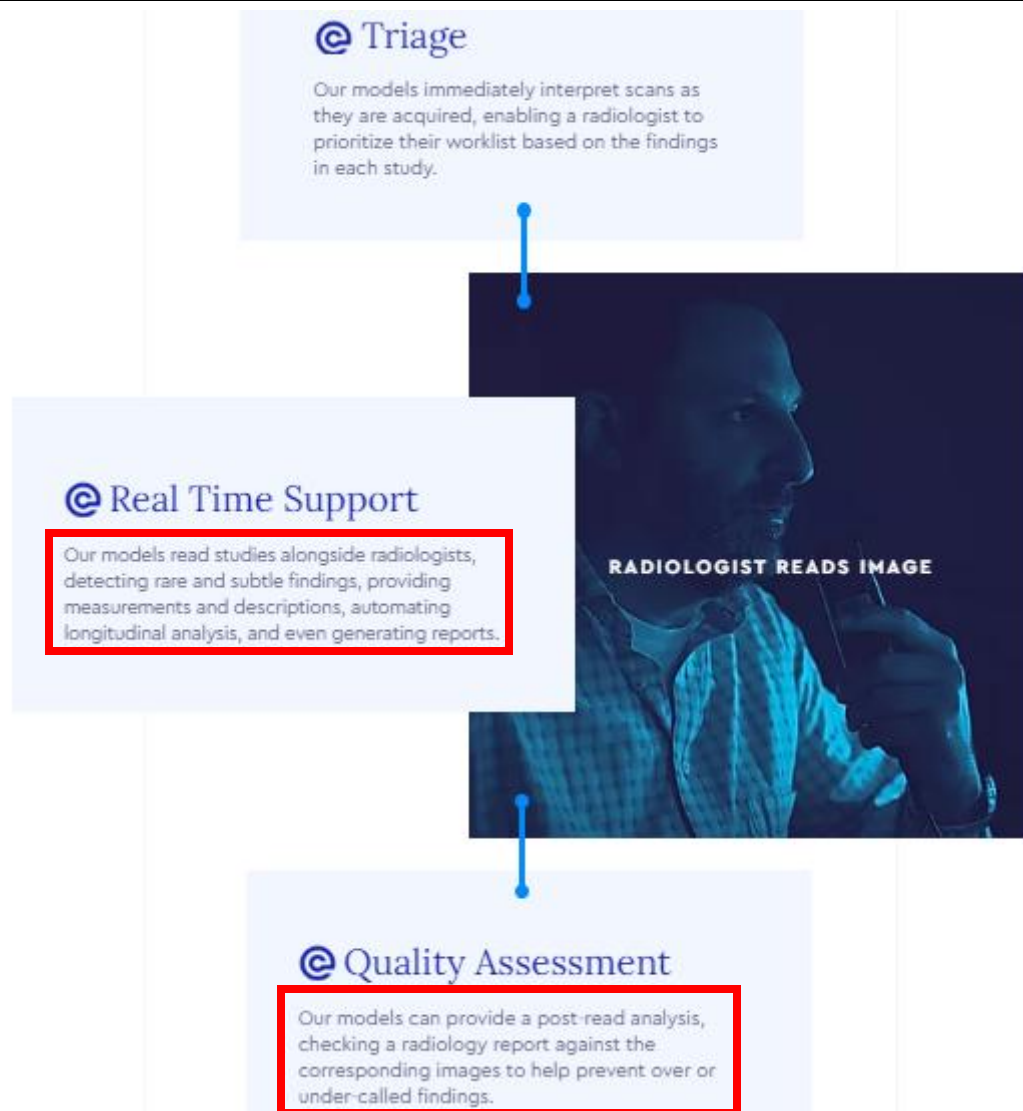 Triage
Our models immediately interpret scans as
they are acquired, enabling a radiologist to
prioritize their worklist based on the findings
in each study.
Real Time Support
Our models read studies alongside radiologists,
detecting rare and subtle findings, providing
measurements and descriptions, automating
longitudinal analysis, and even generating reports.
RADIOLOGIST READS IMAGE
Quality Assessment
Our models can provide a post-read analysis,
checking a radiology report against the
corresponding images to help prevent over or
under-called findings.